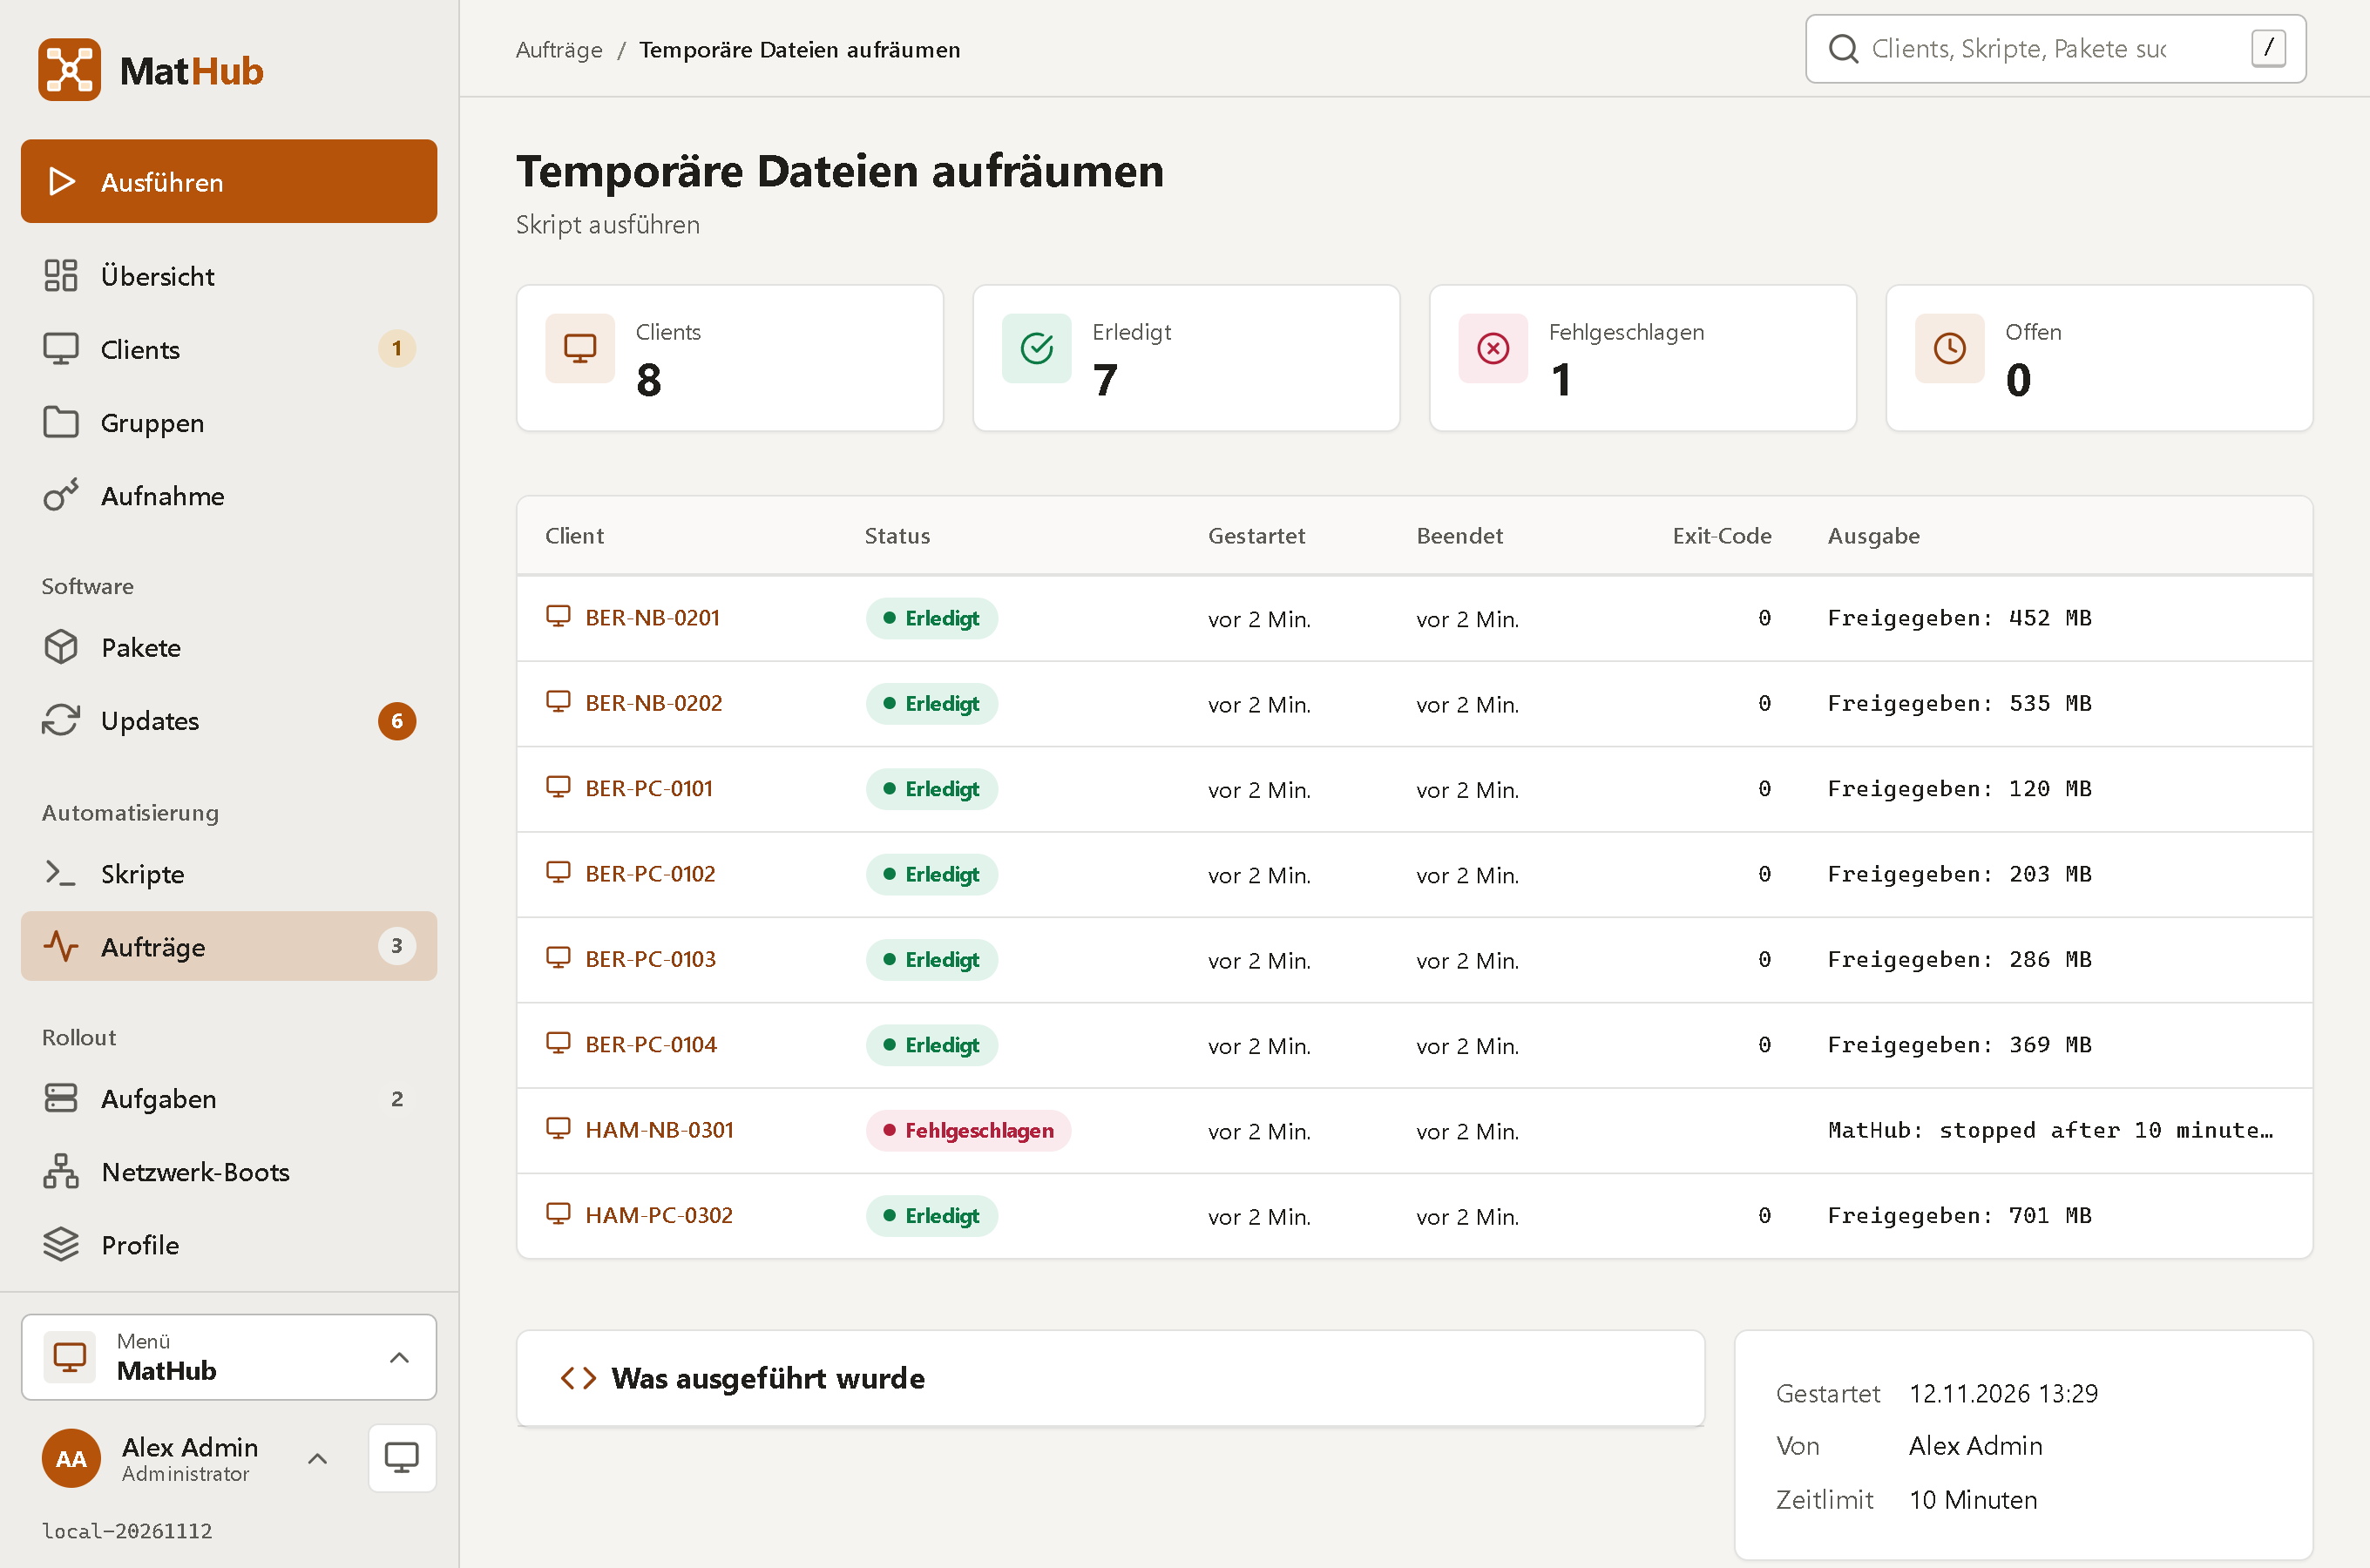 MatHub
Ausführen
Übersicht
Clients 1
Gruppen
Aufnahme
Software
Pakete
Updates 6
Automatisierung
Skripte
Aufträge 3
Rollout
Aufgaben 2
Netzwerk-Boots
Profile
Menü
MatHub
AA
Alex Admin
Administrator
local-20261112
Aufträge / Temporäre Dateien aufräumen
Clients, Skripte, Pakete suc /
Temporäre Dateien aufräumen
Skript ausführen
Clients
8
Erledigt
7
Fehlgeschlagen
1
Offen
0
Client Status Gestartet Beendet Exit-Code Ausgabe
BER-NB-0201 Erledigt vor 2 Min. vor 2 Min. 0 Freigegeben: 452 MB
BER-NB-0202 Erledigt vor 2 Min. vor 2 Min. 0 Freigegeben: 535 MB
BER-PC-0101 Erledigt vor 2 Min. vor 2 Min. 0 Freigegeben: 120 MB
BER-PC-0102 Erledigt vor 2 Min. vor 2 Min. 0 Freigegeben: 203 MB
BER-PC-0103 Erledigt vor 2 Min. vor 2 Min. 0 Freigegeben: 286 MB
BER-PC-0104 Erledigt vor 2 Min. vor 2 Min. 0 Freigegeben: 369 MB
HAM-NB-0301 Fehlgeschlagen vor 2 Min. vor 2 Min. MatHub: stopped after 10 minute…
HAM-PC-0302 Erledigt vor 2 Min. vor 2 Min. 0 Freigegeben: 701 MB
Was ausgeführt wurde
Gestartet 12.11.2026 13:29
Von Alex Admin
Zeitlimit 10 Minuten